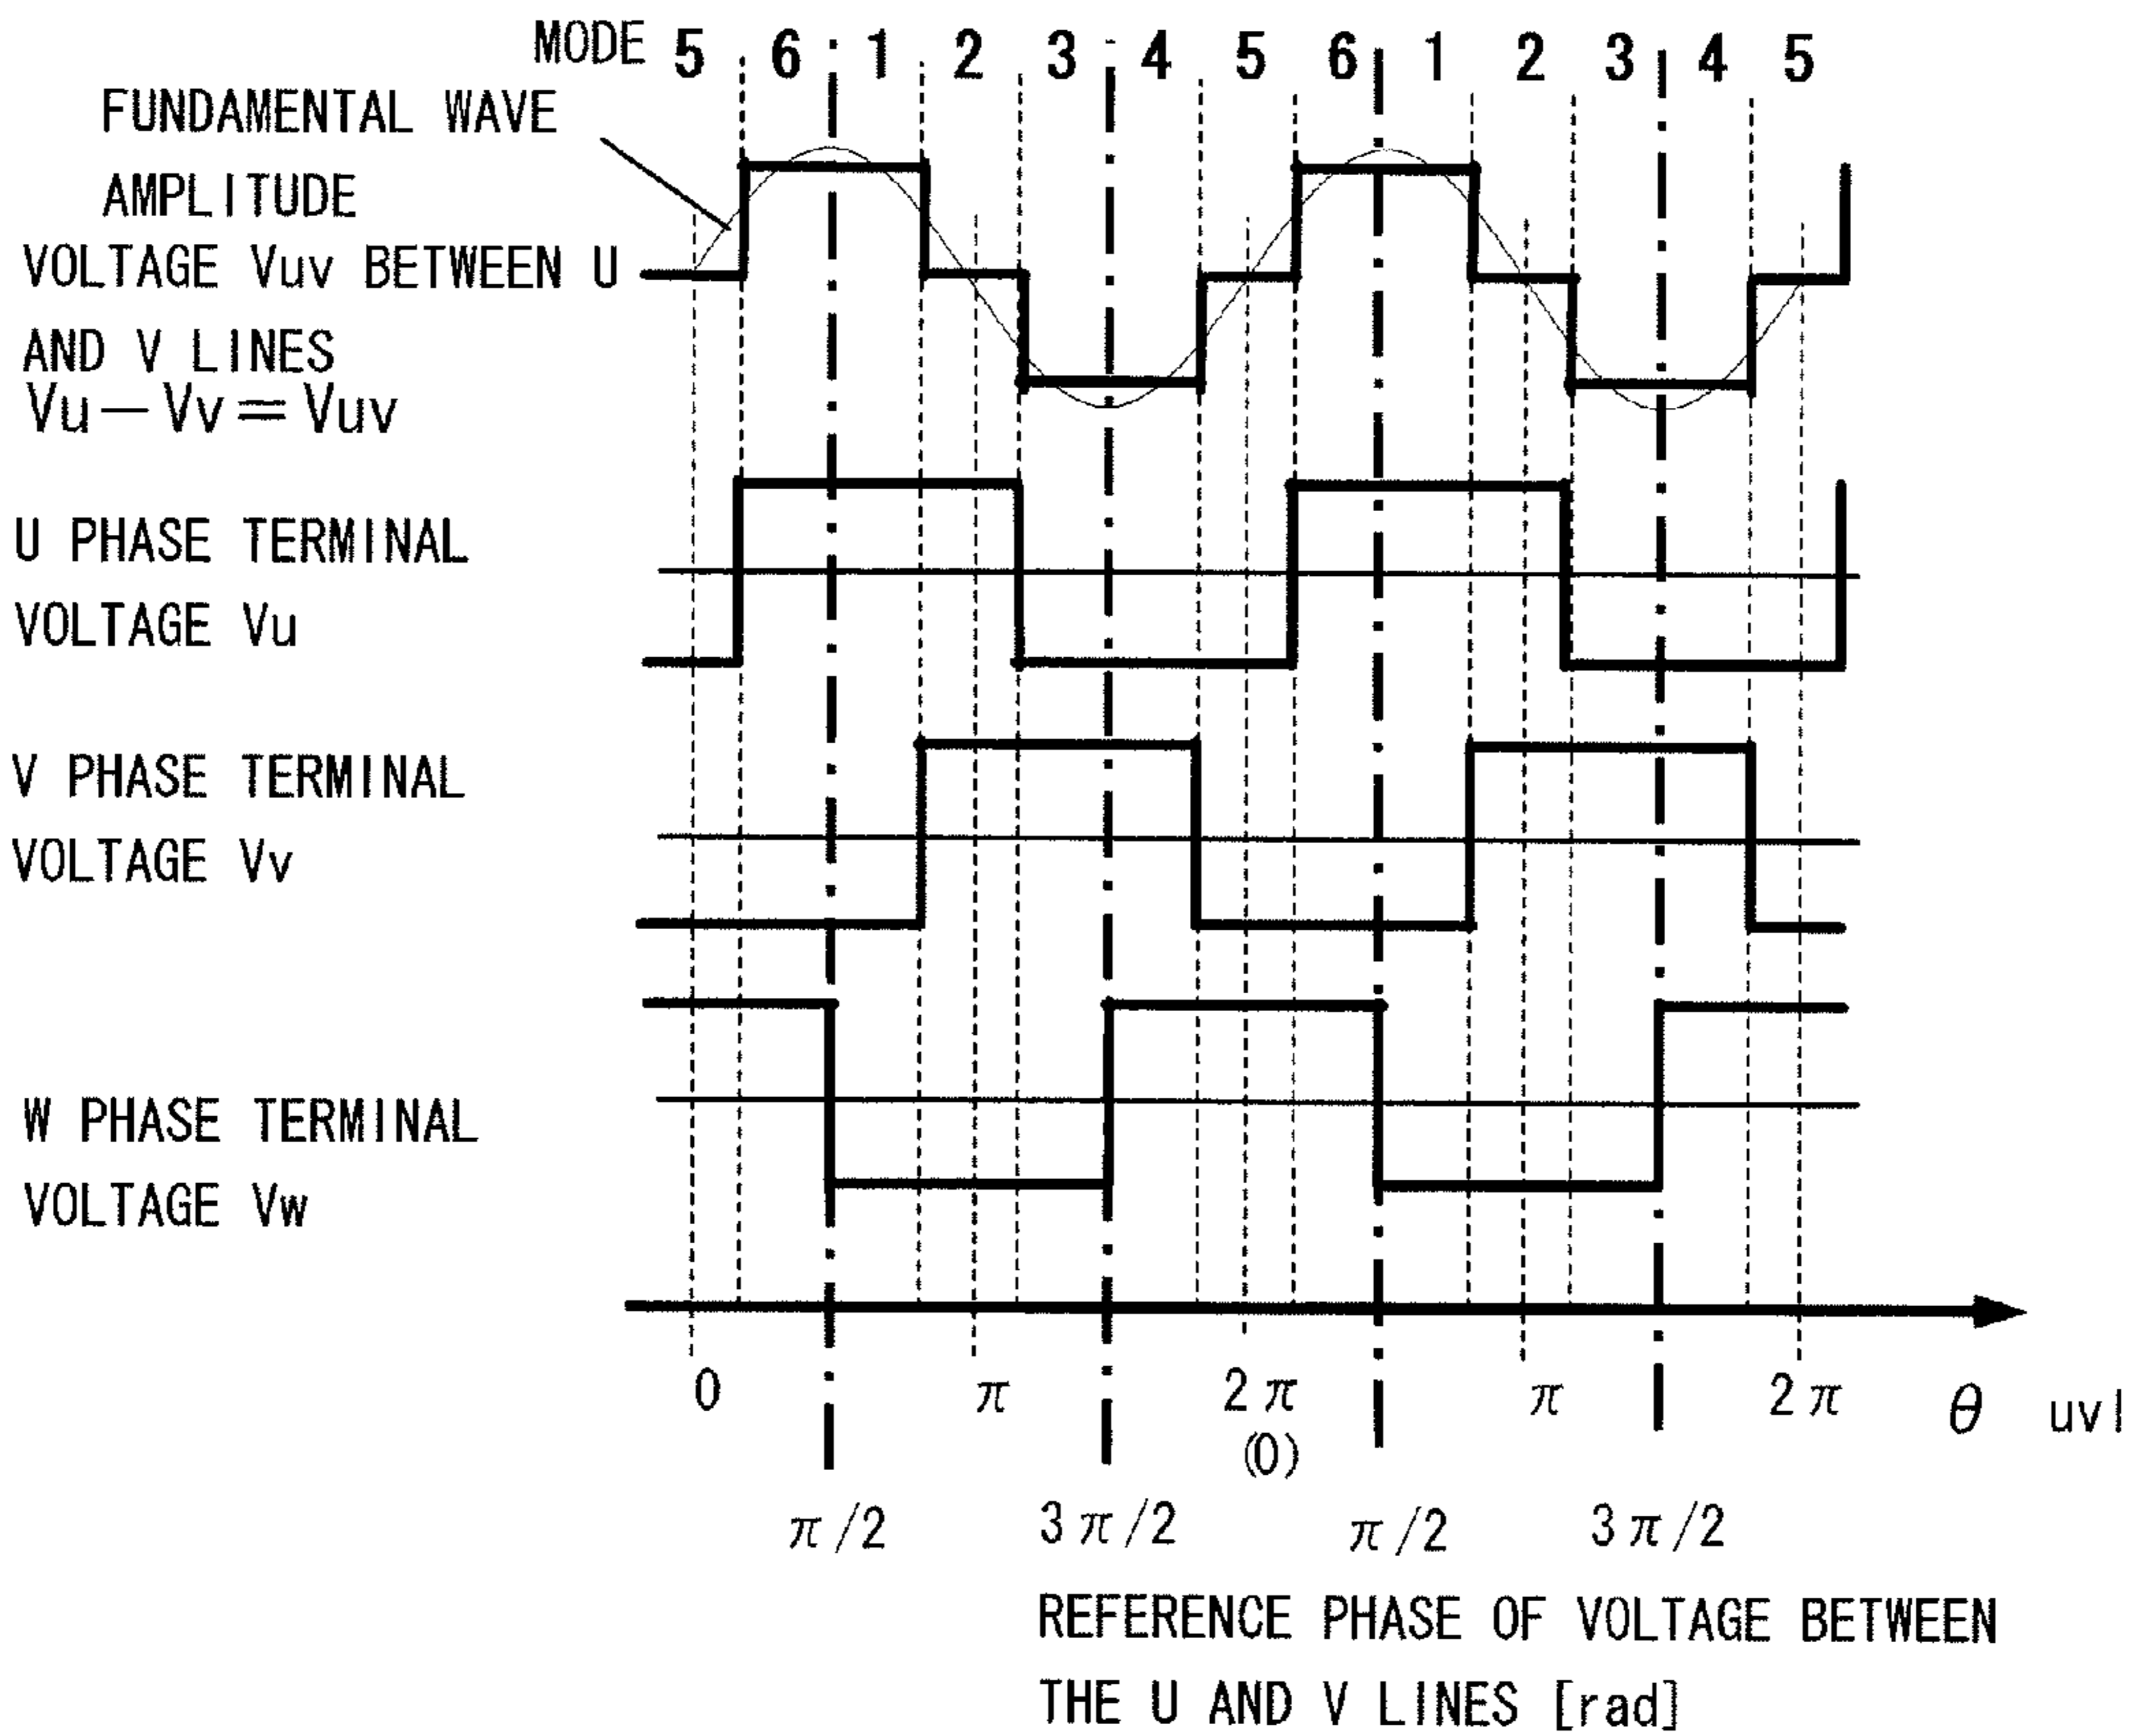 MODE 5 6 1 2 3 4 5 6 1 2 3 4 5
FUNDAMENTAL WAVE
AMPLITUDE
VOLTAGE Vuv BETWEEN U
AND V LINES
Vu－Vv＝Vuv
U PHASE TERMINAL
VOLTAGE Vu
V PHASE TERMINAL
VOLTAGE Vv
W PHASE TERMINAL
VOLTAGE Vw
0 π 2π π 2π θ uvl
(0)
π/2 3π/2 π/2 3π/2
REFERENCE PHASE OF VOLTAGE BETWEEN
THE U AND V LINES [rad]